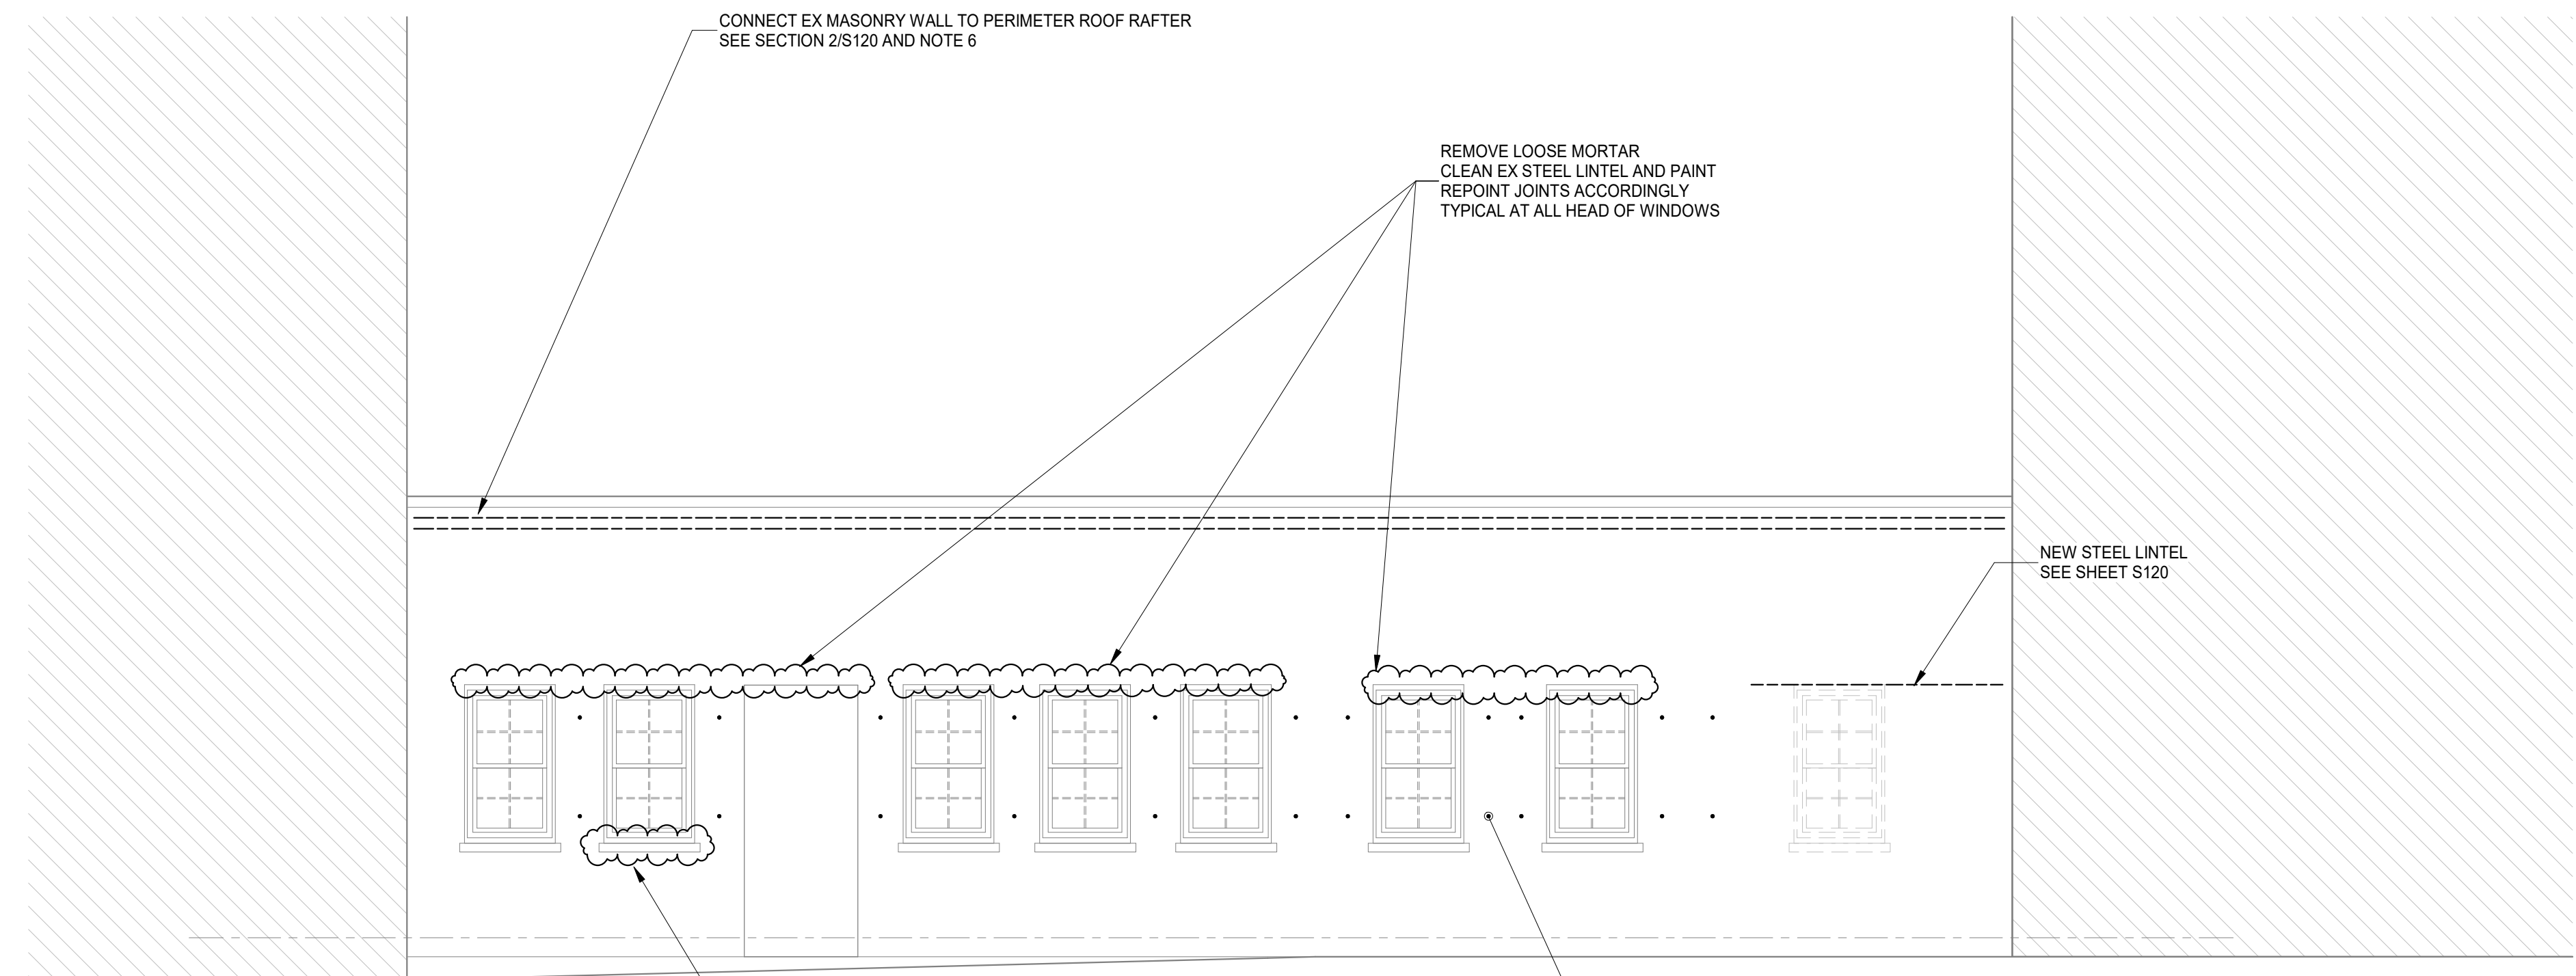 CONNECT EX MASONRY WALL TO PERIMETER ROOF RAFTER
SEE SECTION 2/S120 AND NOTE 6
REMOVE LOOSE MORTAR
CLEAN EX STEEL LINTEL AND PAINT
REPOINT JOINTS ACCORDINGLY
TYPICAL AT ALL HEAD OF WINDOWS
NEW STEEL LINTEL
SEE SHEET S120